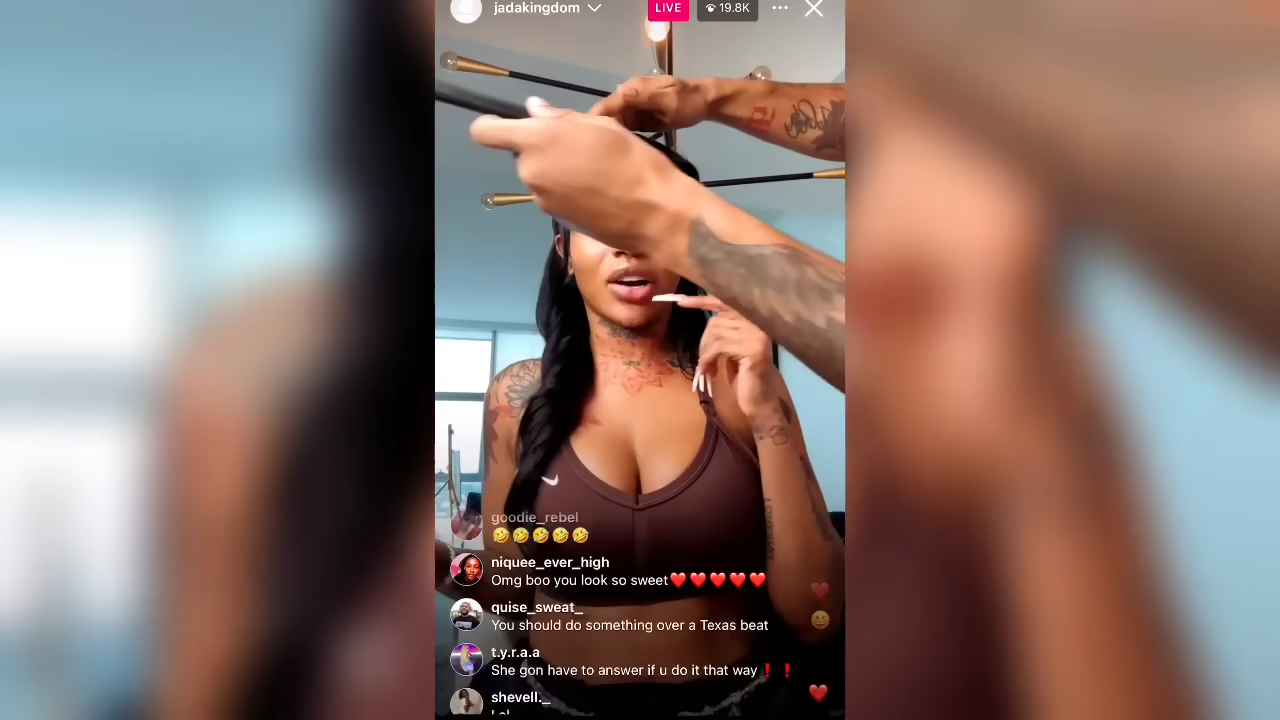 jadakingdom
LIVE
19.8K
goodie_rebel
🤣🤣🤣🤣🤣
niquee_ever_high
Omg boo you look so sweet❤️❤️❤️❤️❤️
quise_sweat_
You should do something over a Texas beat
t.y.r.a.a
She gon have to answer if u do it that way❗❗
shevell._